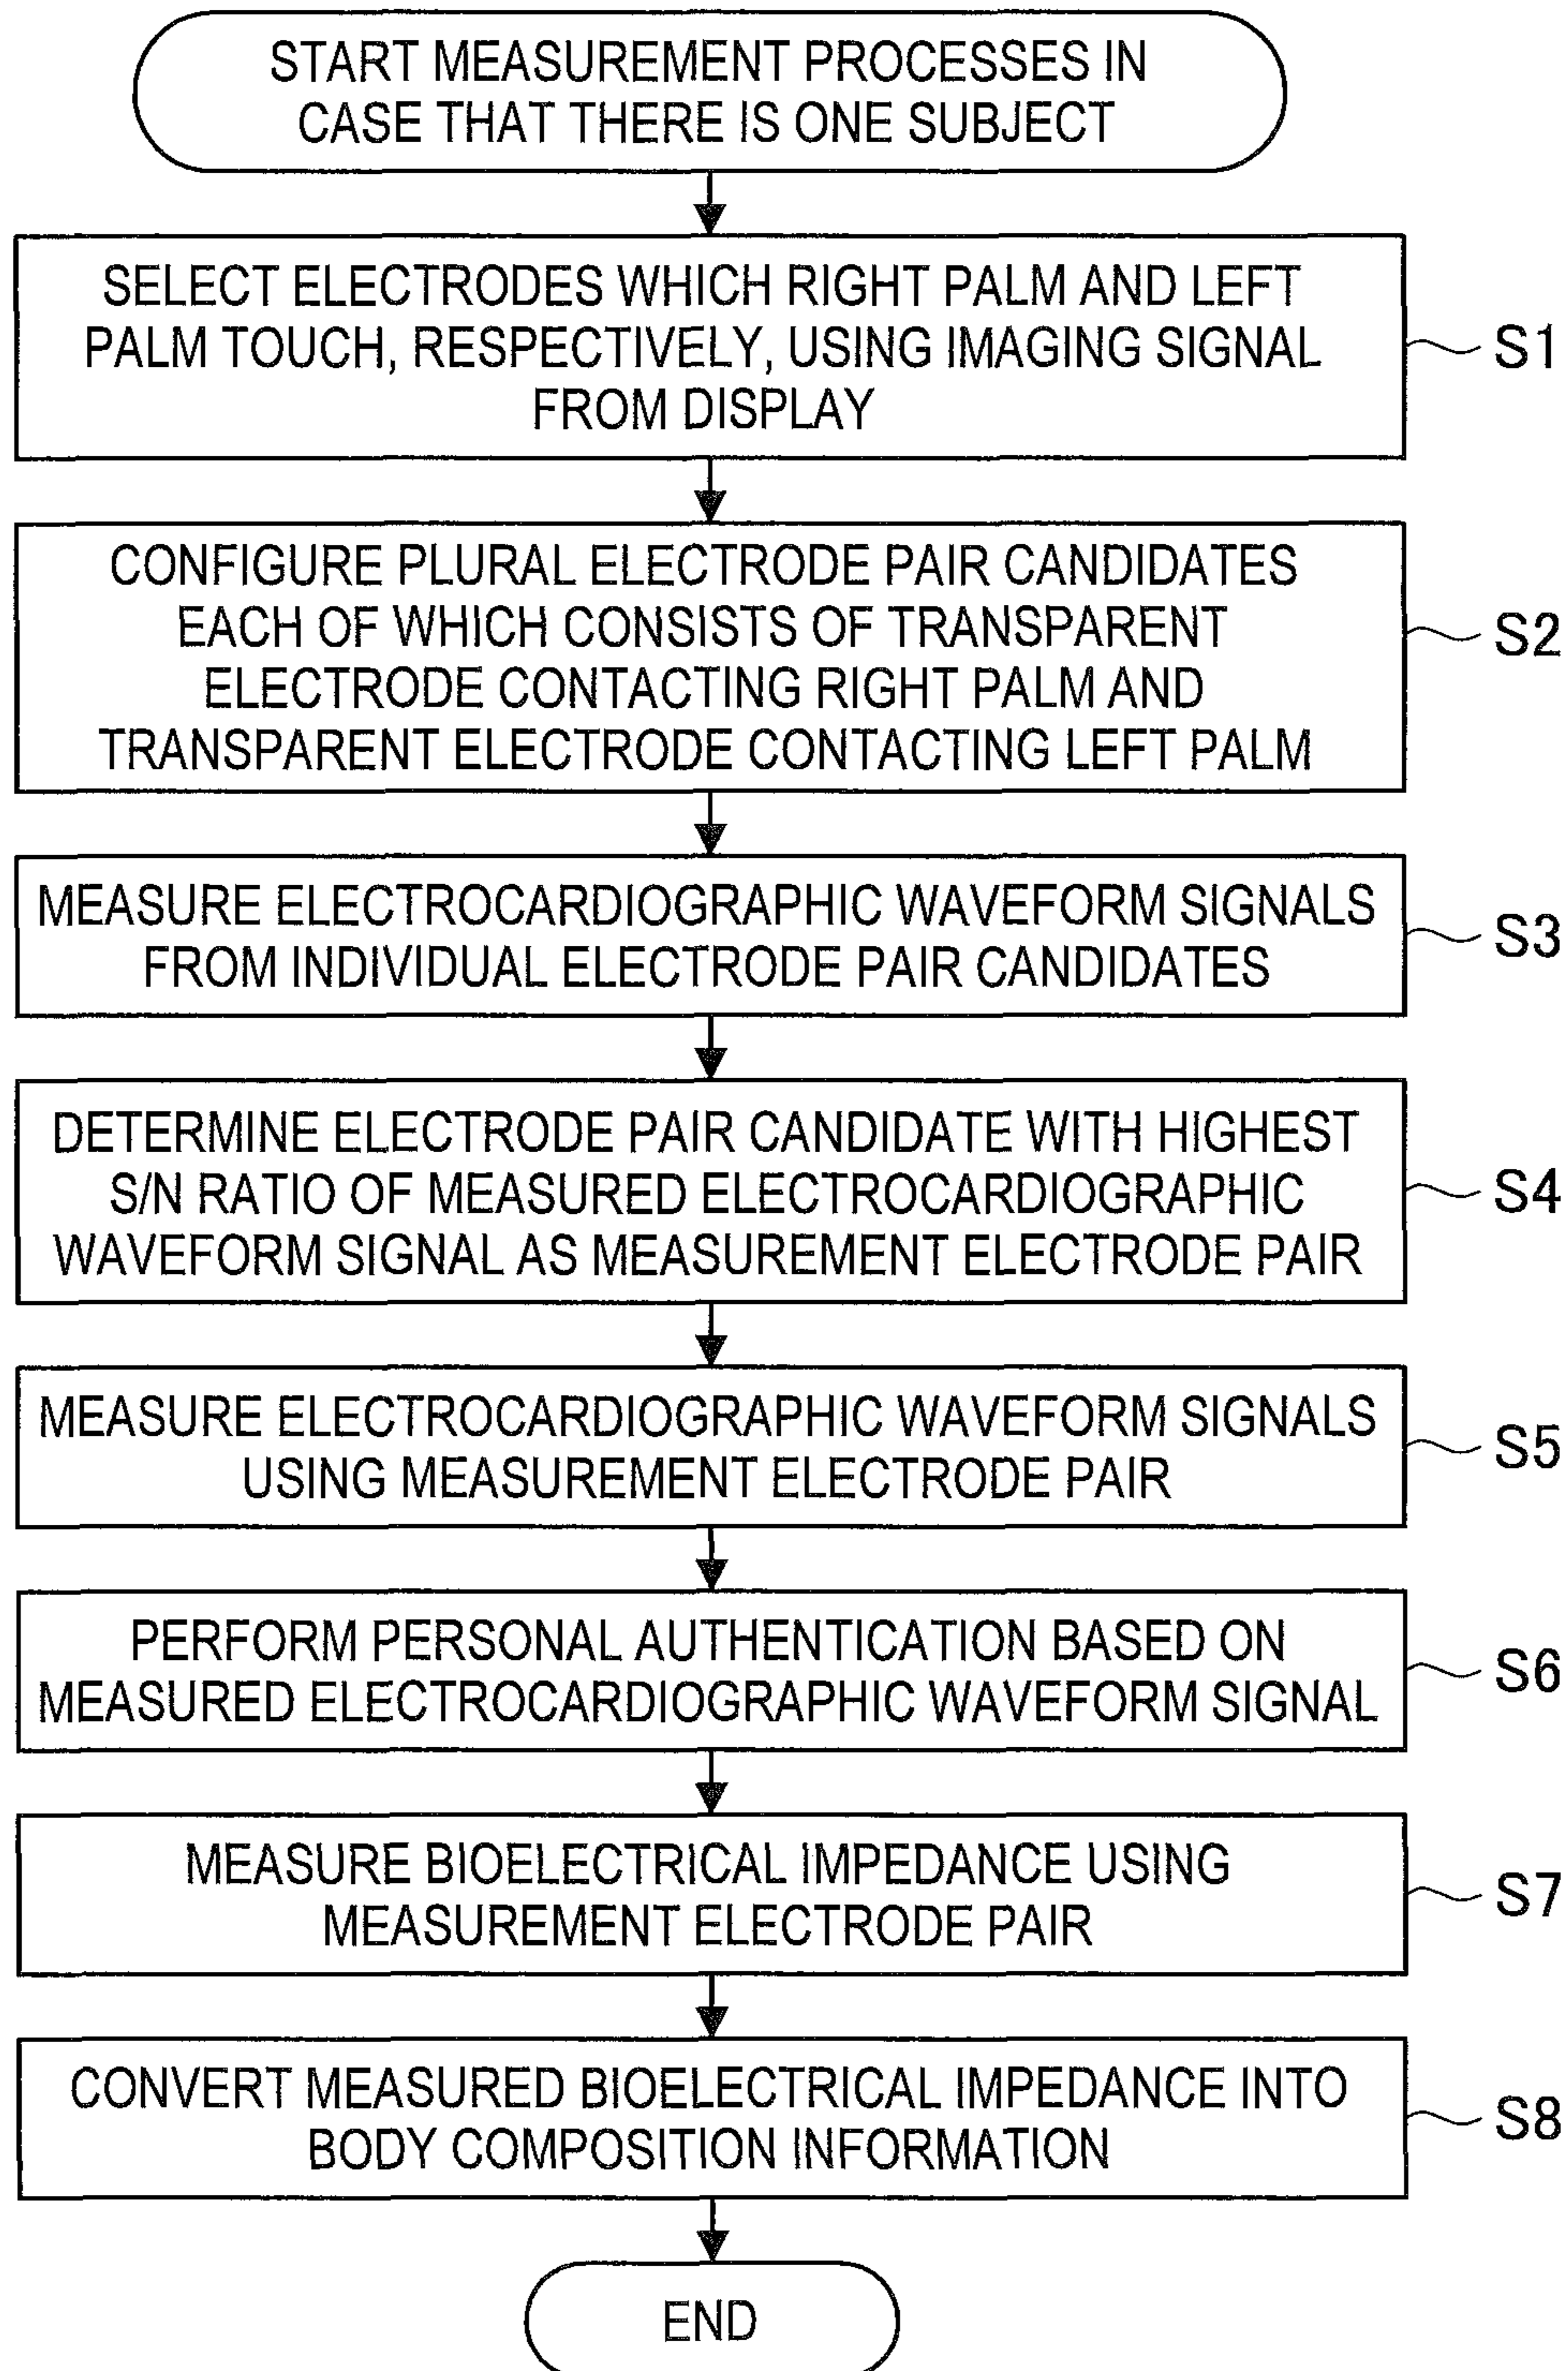 START MEASUREMENT PROCESSES IN
CASE THAT THERE IS ONE SUBJECT
SELECT ELECTRODES WHICH RIGHT PALM AND LEFT
PALM TOUCH, RESPECTIVELY, USING IMAGING SIGNAL
FROM DISPLAY
S1
CONFIGURE PLURAL ELECTRODE PAIR CANDIDATES
EACH OF WHICH CONSISTS OF TRANSPARENT
ELECTRODE CONTACTING RIGHT PALM AND
TRANSPARENT ELECTRODE CONTACTING LEFT PALM
S2
MEASURE ELECTROCARDIOGRAPHIC WAVEFORM SIGNALS
FROM INDIVIDUAL ELECTRODE PAIR CANDIDATES
S3
DETERMINE ELECTRODE PAIR CANDIDATE WITH HIGHEST
S/N RATIO OF MEASURED ELECTROCARDIOGRAPHIC
WAVEFORM SIGNAL AS MEASUREMENT ELECTRODE PAIR
S4
MEASURE ELECTROCARDIOGRAPHIC WAVEFORM SIGNALS
USING MEASUREMENT ELECTRODE PAIR
S5
PERFORM PERSONAL AUTHENTICATION BASED ON
MEASURED ELECTROCARDIOGRAPHIC WAVEFORM SIGNAL
S6
MEASURE BIOELECTRICAL IMPEDANCE USING
MEASUREMENT ELECTRODE PAIR
S7
CONVERT MEASURED BIOELECTRICAL IMPEDANCE INTO
BODY COMPOSITION INFORMATION
S8
END